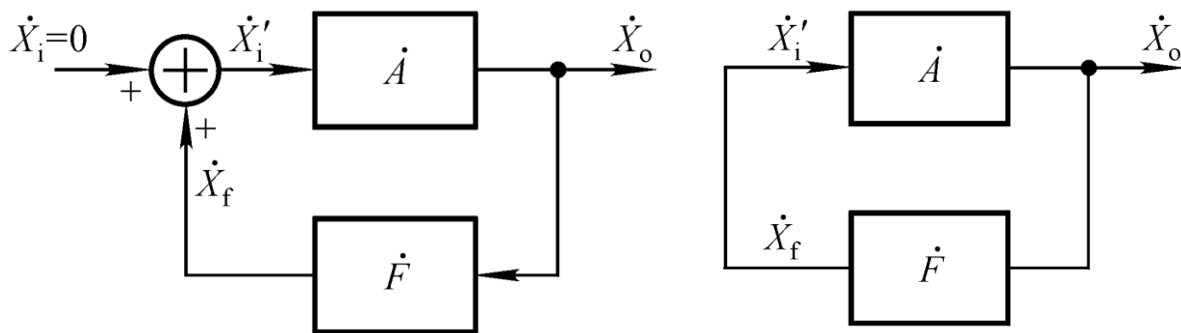 Ẋi=0
+
Ẋi′
Ȧ
Ẋo
+
Ẋf
Ḟ
Ẋi′
Ȧ
Ẋo
Ẋf
Ḟ